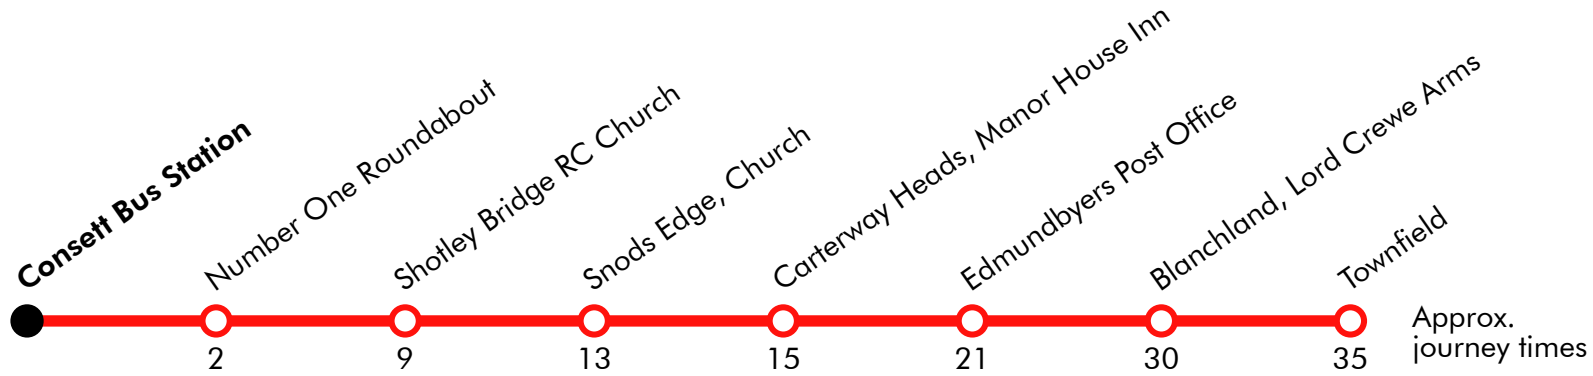 Consett Bus Station
Number One Roundabout
Shotley Bridge RC Church
Snods Edge, Church
Carterway Heads, Manor House Inn
Edmundbyers Post Office
Blanchland, Lord Crewe Arms
Townfield
2
9
13
15
21
30
35
Approx.
journey times